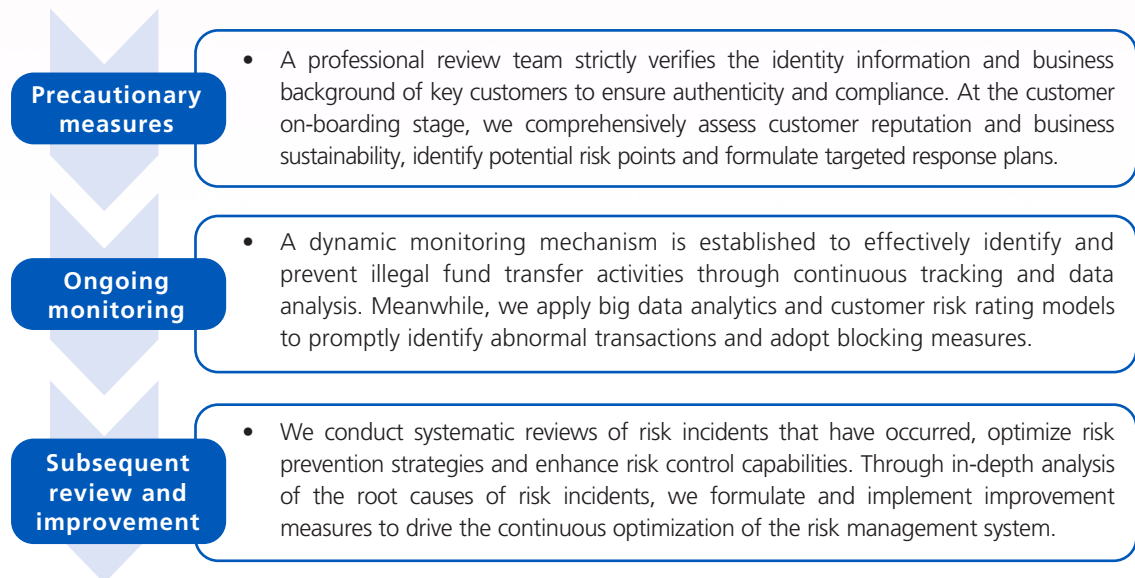 Precautionary
measures
• A professional review team strictly verifies the identity information and business
background of key customers to ensure authenticity and compliance. At the customer
on-boarding stage, we comprehensively assess customer reputation and business
sustainability, identify potential risk points and formulate targeted response plans.
Ongoing
monitoring
• A dynamic monitoring mechanism is established to effectively identify and
prevent illegal fund transfer activities through continuous tracking and data
analysis. Meanwhile, we apply big data analytics and customer risk rating models
to promptly identify abnormal transactions and adopt blocking measures.
Subsequent
review and
improvement
• We conduct systematic reviews of risk incidents that have occurred, optimize risk
prevention strategies and enhance risk control capabilities. Through in-depth analysis
of the root causes of risk incidents, we formulate and implement improvement
measures to drive the continuous optimization of the risk management system.